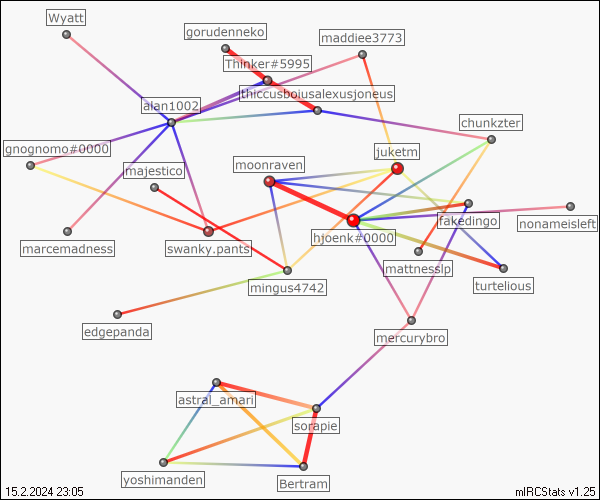 Wyatt
gorudenneko
maddiee3773
Thinker#5995
thiccusboiusalexusjoneus
alan1002
chunkzter
gnognomo#0000
majestico
moonraven
juketm
marcemadness
swanky.pants
hjoenk#0000
fakedingo
nonameisleft
mattnesslp
mingus4742
turtelious
edgepanda
mercurybro
astral_amari
sorapie
yoshimanden
Bertram
15.2.2024 23:05
mIRCStats v1.25